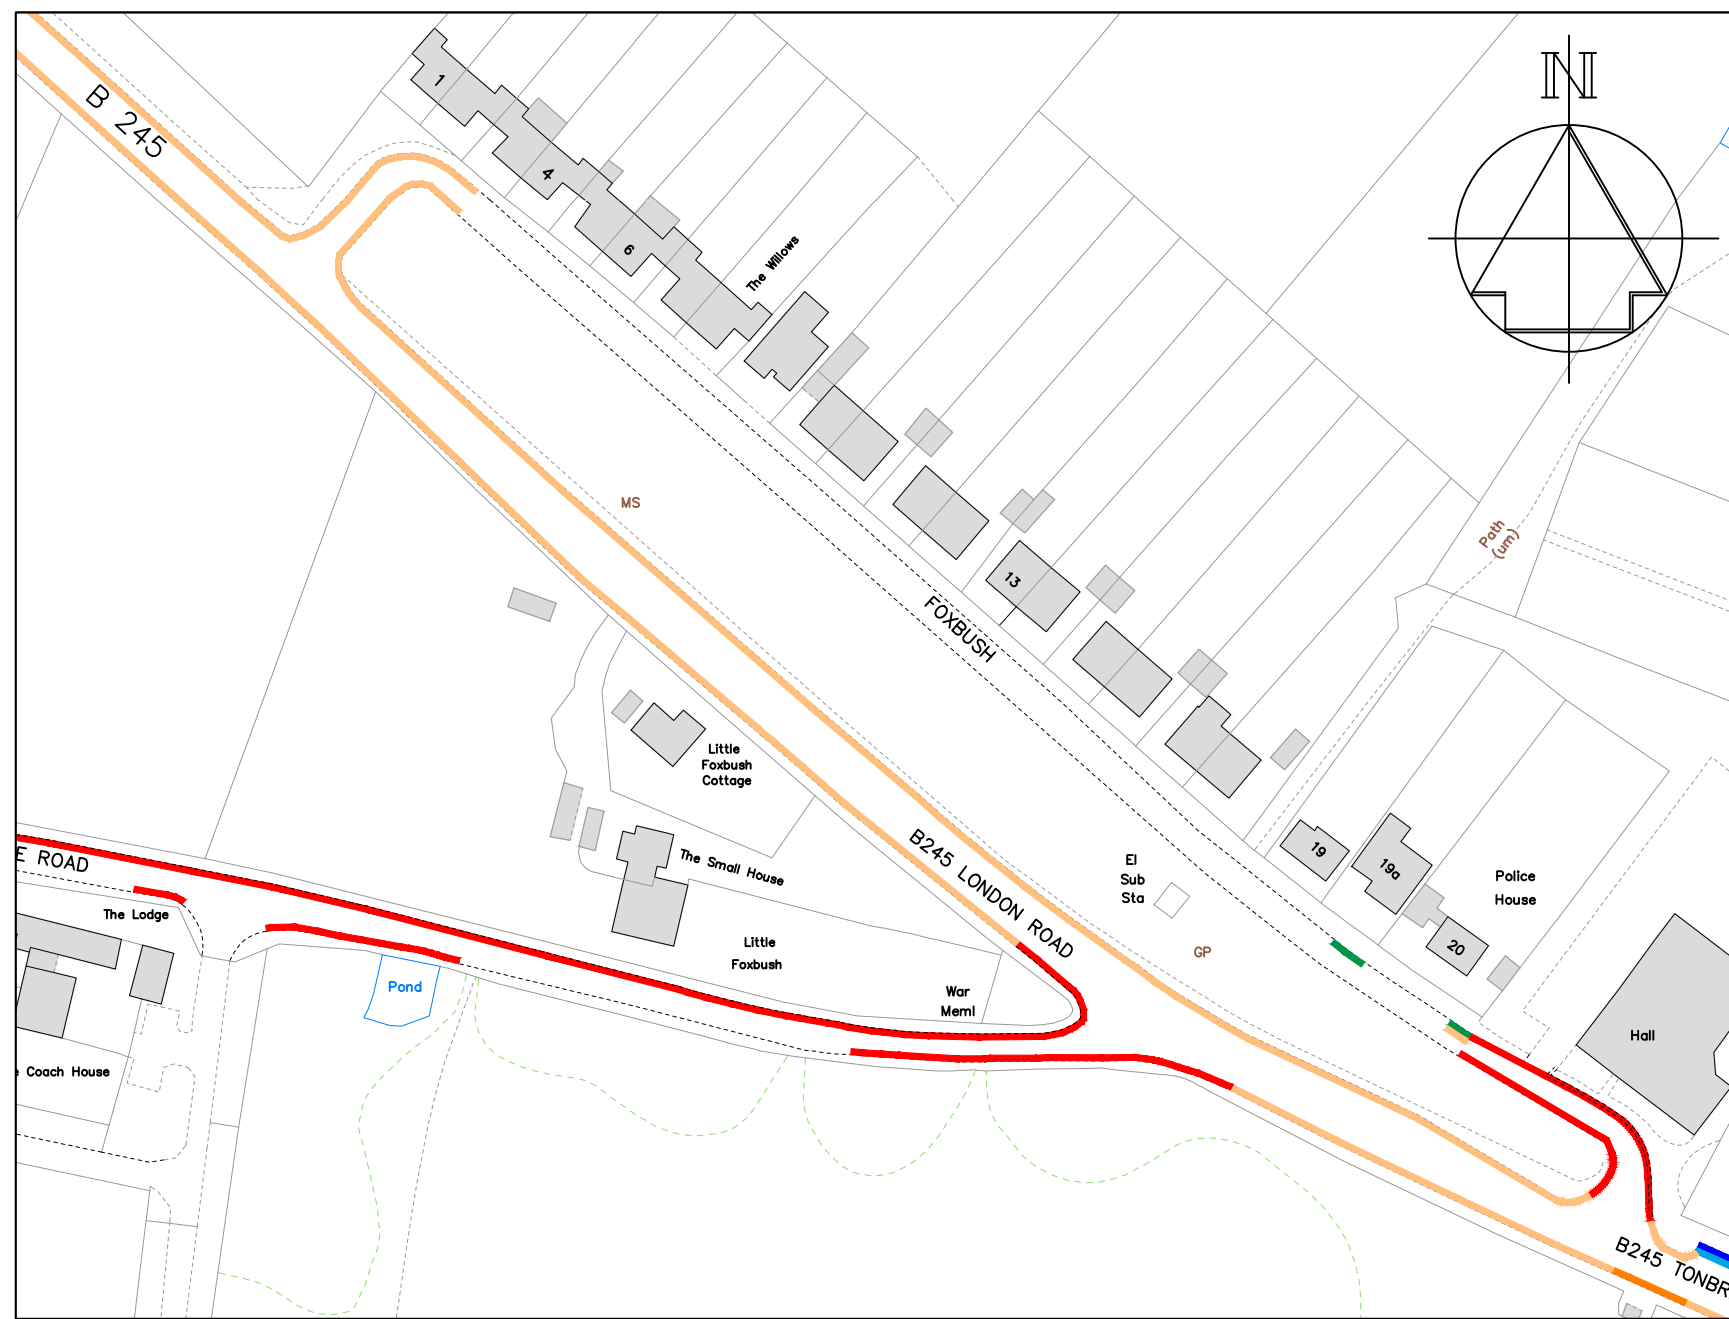 N
B 245
1
4
6
The Willows
MS
13
FOXBUSH
Path
(um)
Little
Foxbush
Cottage
The Small House
B245 LONDON ROAD
El
Sub
Sta
19
19a
20
Police
House
E ROAD
The Lodge
Little
Foxbush
GP
Pond
War
Meml
Hall
e Coach House
B245 TONBR